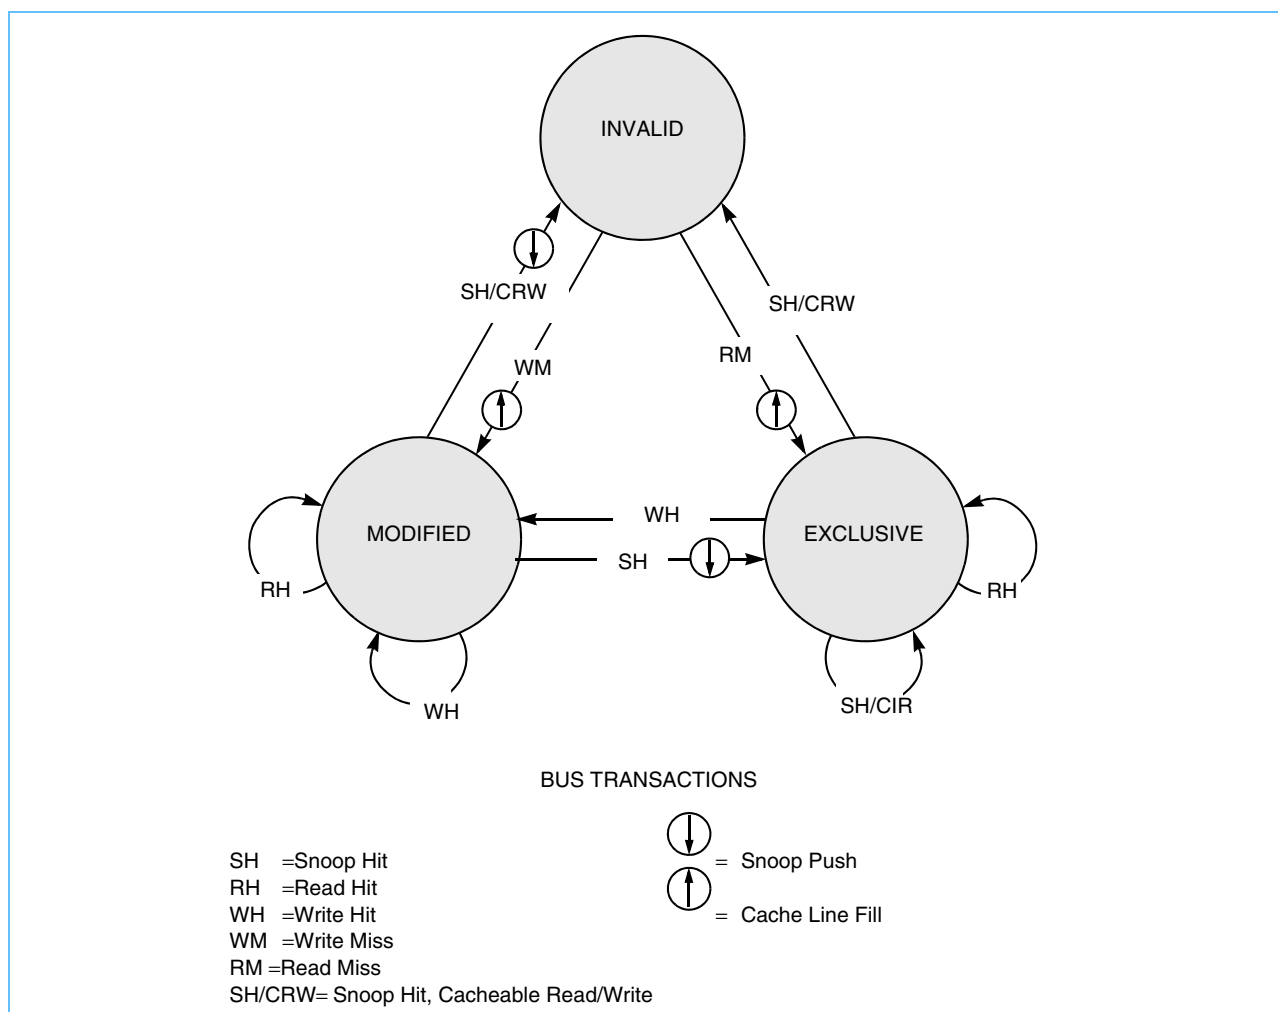 INVALID
SH/CRW
SH/CRW
RM
WM
WH
MODIFIED
EXCLUSIVE
SH
RH
RH
SH/CIR
WH
BUS TRANSACTIONS
SH =Snoop Hit
= Snoop Push
RH =Read Hit
WH =Write Hit
= Cache Line Fill
WM =Write Miss
RM =Read Miss
SH/CRW= Snoop Hit, Cacheable Read/Write